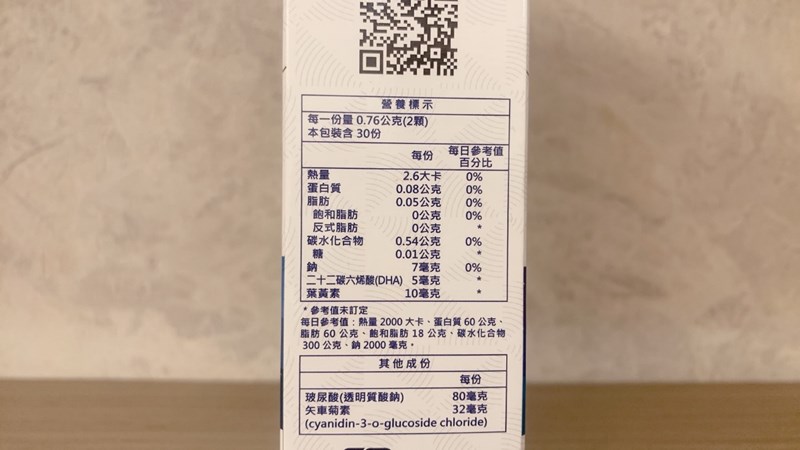 營養標示
每一份量 0.76公克(2顆)
本包裝含 30份
每份 每日參考值百分比
熱量 2.6大卡 0%
蛋白質 0.08公克 0%
脂肪 0.05公克 0%
飽和脂肪 0公克 0%
反式脂肪 0公克 *
碳水化合物 0.54公克 0%
糖 0.01公克 *
鈉 7毫克 0%
二十二碳六烯酸(DHA) 5毫克 *
葉黃素 10毫克 *
* 參考值未訂定
每日參考值：熱量 2000 大卡、蛋白質 60 公克、
脂肪 60 公克、飽和脂肪 18 公克、碳水化合物
300 公克、鈉 2000 毫克。
其他成份
每份
玻尿酸(透明質酸鈉) 80毫克
矢車菊素 32毫克
(cyanidin-3-o-glucoside chloride)